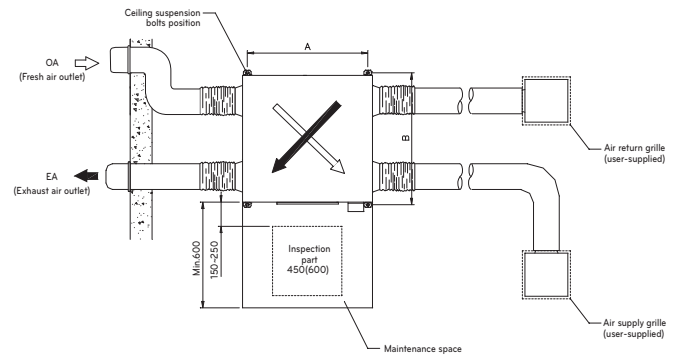 Ceiling suspension
bolts position
A
OA
(Fresh air outlet)
B
Air return grille
(user-supplied)
EA
(Exhaust air outlet)
Min.600
150~250
Inspection
part
450(600)
Air supply grille
(user-supplied)
Maintenance space